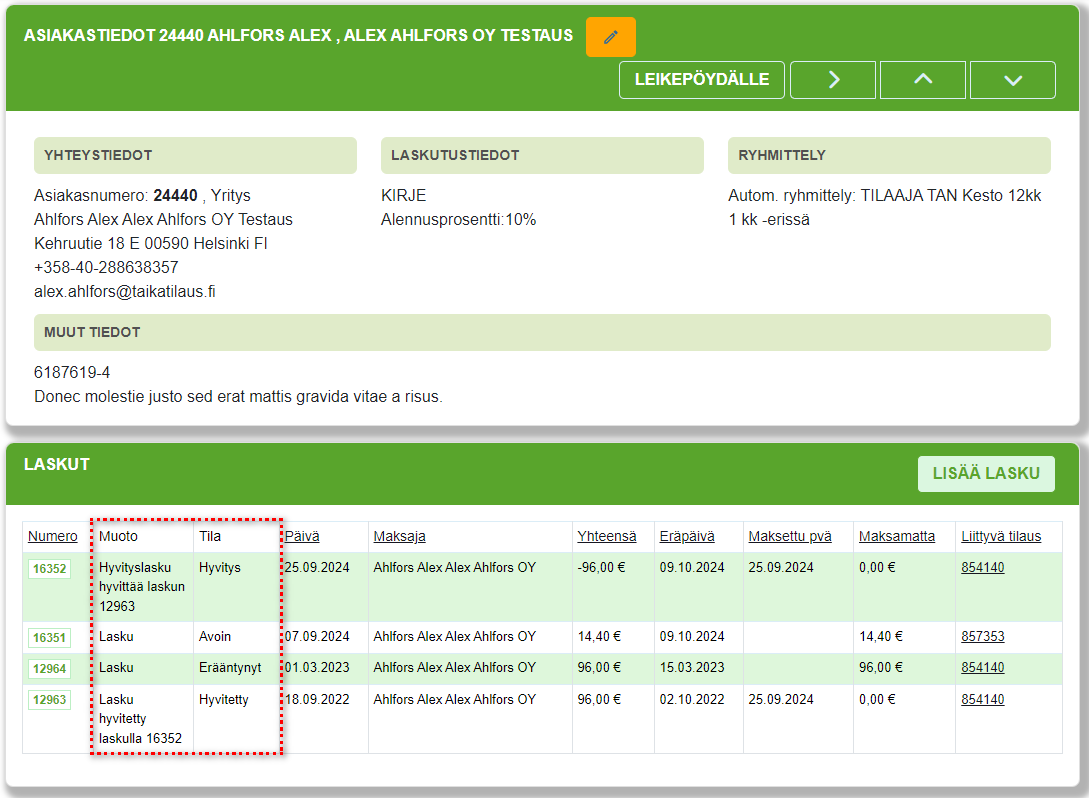 ASIAKASTIEDOT 24440 AHLFORS ALEX , ALEX AHLFORS OY TESTAUS
LEIKEPÖYDÄLLE
YHTEYSTIEDOT
Asiakasnumero: 24440 , Yritys
Ahlfors Alex Alex Ahlfors OY Testaus
Kehruutie 18 E 00590 Helsinki FI
+358-40-288638357
alex.ahlfors@taikatilaus.fi
LASKUTUSTIEDOT
KIRJE
Alennusprosentti:10%
RYHMITTELY
Autom. ryhmittely: TILAAJA TAN Kesto 12kk
1 kk -erissä
MUUT TIEDOT
6187619-4
Donec molestie justo sed erat mattis gravida vitae a risus.
LASKUT
LISÄÄ LASKU
Numero Muoto Tila Päivä Maksaja Yhteensä Eräpäivä Maksettu pvä Maksamatta Liittyvä tilaus
16352 Hyvityslasku Hyvitys 25.09.2024 Ahlfors Alex Alex Ahlfors OY -96,00 € 09.10.2024 25.09.2024 0,00 € 854140
hyvittää laskun
12963
16351 Lasku Avoin 07.09.2024 Ahlfors Alex Alex Ahlfors OY 14,40 € 09.10.2024 14,40 € 857353
12964 Lasku Erääntynyt 01.03.2023 Ahlfors Alex Alex Ahlfors OY 96,00 € 15.03.2023 96,00 € 854140
12963 Lasku Hyvitetty 18.09.2022 Ahlfors Alex Alex Ahlfors OY 96,00 € 02.10.2022 25.09.2024 0,00 € 854140
hyvitetty
laskulla 16352